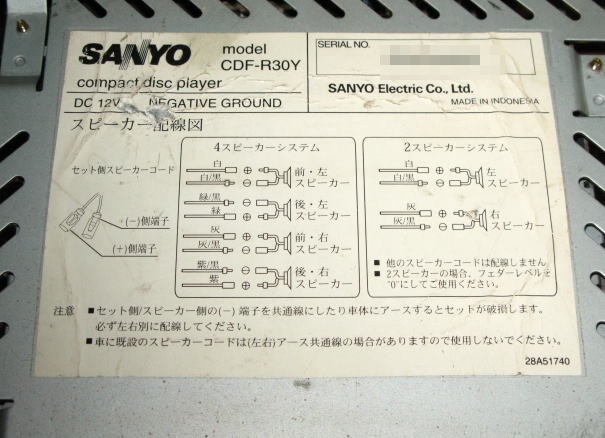 SANYO
model
CDF-R30Y
compact disc player
DC 12V NEGATIVE GROUND
SERIAL NO.
SANYO Electric Co., Ltd.
MADE IN INDONESIA
スピーカー配線図
セット側スピーカーコード
(−)側端子
(+)側端子
4スピーカーシステム
白 ⊕ 前・左
白/黒 ⊖ スピーカー
緑/黒 ⊖ 後・左
緑 ⊕ スピーカー
灰 ⊕ 前・右
灰/黒 ⊖ スピーカー
紫/黒 ⊖ 後・右
紫 ⊕ スピーカー
2スピーカーシステム
白 ⊕ 左
白/黒 ⊖ スピーカー
灰 ⊕ 右
灰/黒 ⊖ スピーカー
■ 他のスピーカーコードは配線しません
■ 2スピーカーの場合、フェダーレベルを
"0"にしてご使用ください。
注意 ■セット側/スピーカー側の(−) 端子を共通線にしたり車体にアースするとセットが破損します。
必ず左右別に配線してください。
■車に既設のスピーカーコードは(左右)アース共通線の場合がありますので使用しないでください。
28A51740